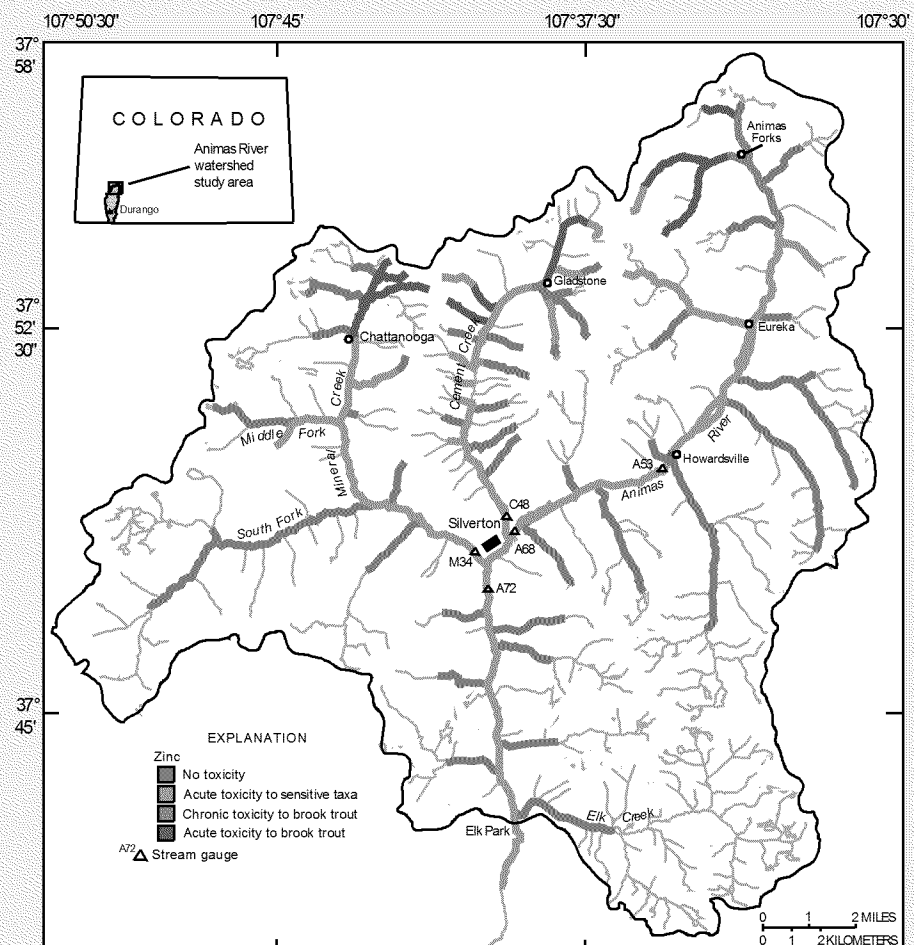 107°50'30"
107°45'
107°37'30"
107°30'
37°
58'
COLORADO
Animas River
watershed
study area
Durango
Animas
Forks
Gladstone
37°
52'
30"
Eureka
Chattanooga
Cement Creek
Creek
Mineral
Middle Fork
River
Howardsville
A53
Animas
South Fork
C48
Silverton
A68
M34
A72
37°
45'
EXPLANATION
Zinc
No toxicity
Acute toxicity to sensitive taxa
Chronic toxicity to brook trout
Acute toxicity to brook trout
A72 Stream gauge
Elk Park
Elk Creek
0 1 2 MILES
0 1 2 KILOMETERS